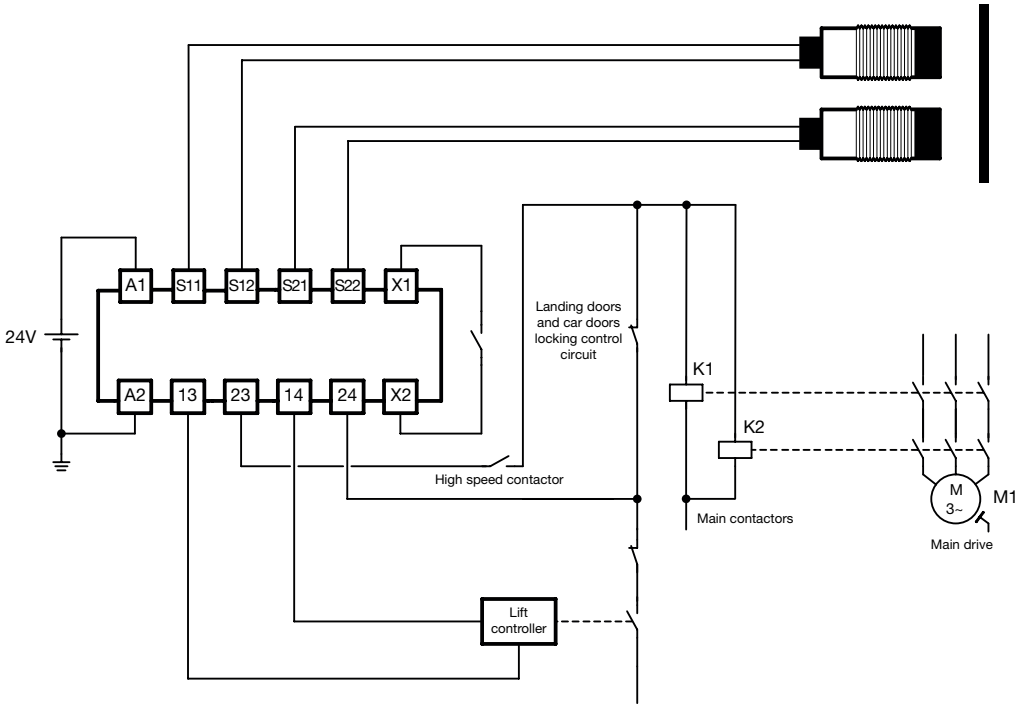 A1
S11
S12
S21
S22
X1
24V
A2
13
23
14
24
X2
Landing doors
and car doors
locking control
circuit
K1
K2
High speed contactor
Main contactors
M
3~
M1
Main drive
Lift
controller